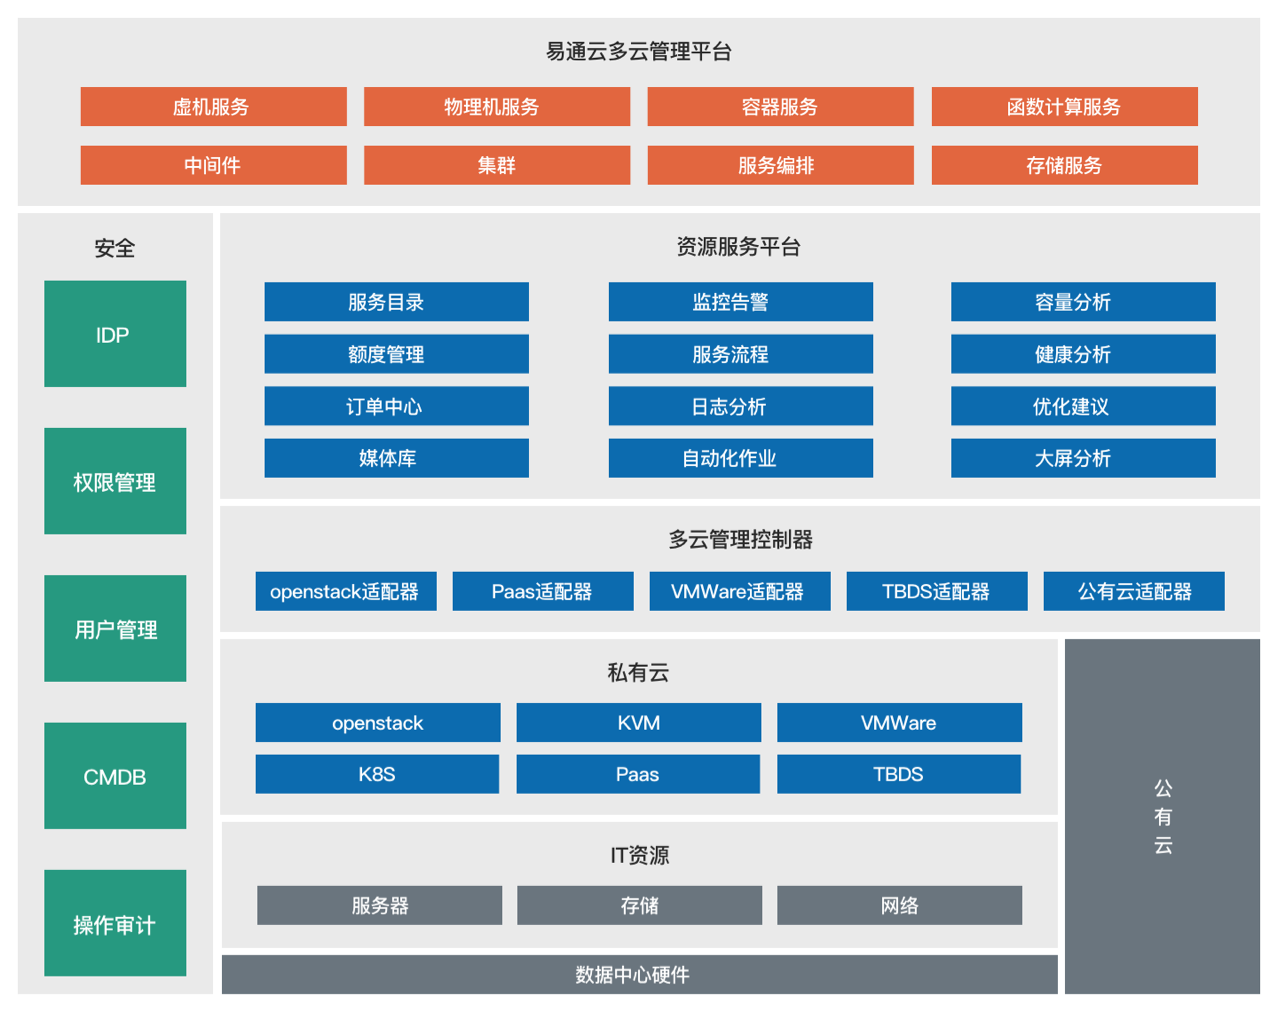 易通云多云管理平台
虚机服务
物理机服务
容器服务
函数计算服务
中间件
集群
服务编排
存储服务
安全
IDP
权限管理
用户管理
CMDB
操作审计
资源服务平台
服务目录
监控告警
容量分析
额度管理
服务流程
健康分析
订单中心
日志分析
优化建议
媒体库
自动化作业
大屏分析
多云管理控制器
openstack适配器
Paas适配器
VMWare适配器
TBDS适配器
公有云适配器
私有云
openstack
KVM
VMWare
K8S
Paas
TBDS
IT资源
服务器
存储
网络
数据中心硬件
公
有
云